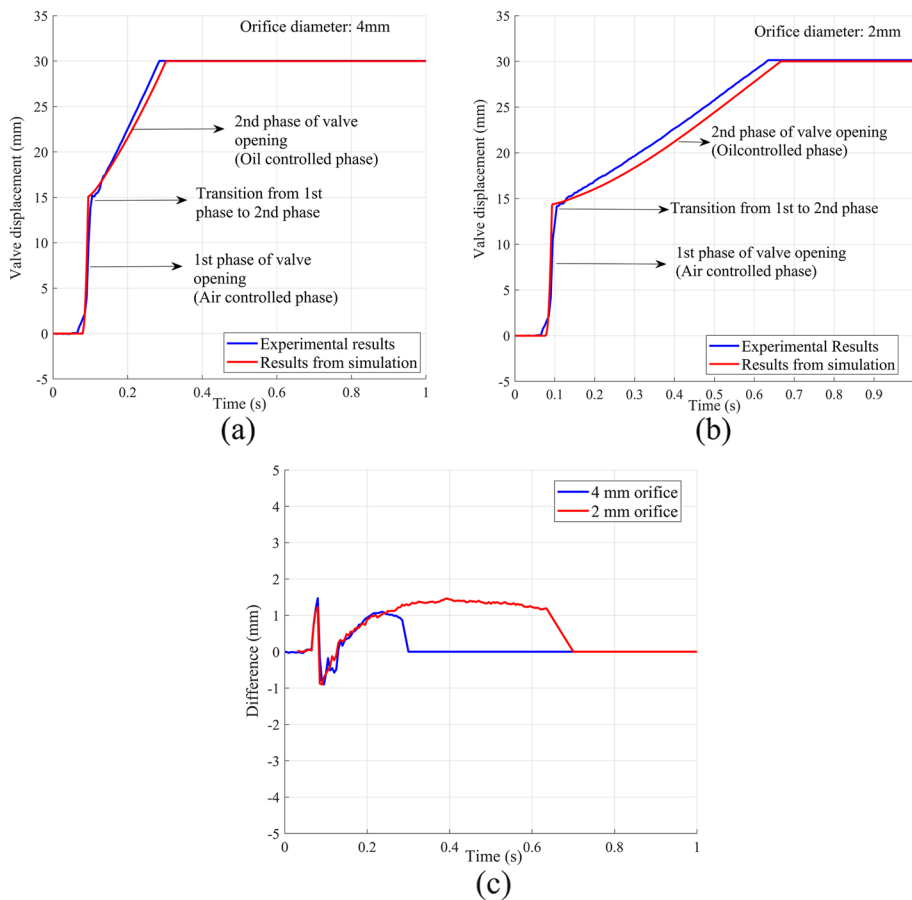 35
30
25
20
15
10
5
0
-5
Valve displacement (mm)
Orifice diameter: 4mm
2nd phase of valve
opening
(Oil controlled phase)
Transition from 1st
phase to 2nd phase
1st phase of valve
opening
(Air controlled phase)
Experimental results
Results from simulation
0 0.2 0.4 0.6 0.8 1
Time (s)
(a)
35
30
25
20
15
10
5
0
-5
Valve displacement (mm)
Orifice diameter: 2mm
2nd phase of valve opening
(Oilcontrolled phase)
Transition from 1st to 2nd phase
1st phase of valve opening
(Air controlled phase)
Experimental Results
Results from simulation
0 0.1 0.2 0.3 0.4 0.5 0.6 0.7 0.8 0.9
Time (s)
(b)
5
4
3
2
1
0
-1
-2
-3
-4
-5
Difference (mm)
4 mm orifice
2 mm orifice
0 0.2 0.4 0.6 0.8 1
Time (s)
(c)